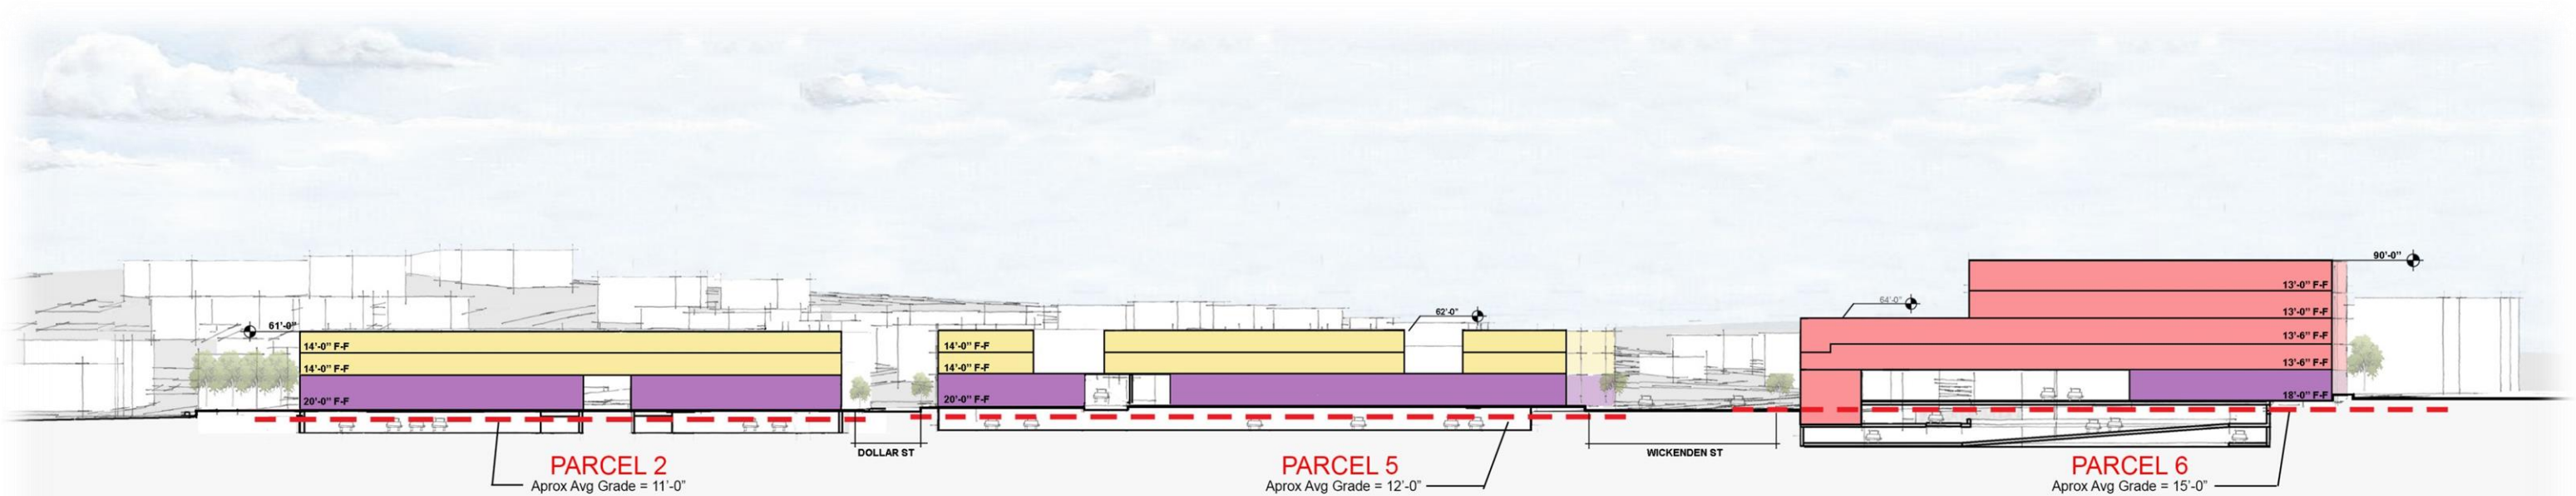 61'-0"
14'-0" F-F
14'-0" F-F
20'-0" F-F
PARCEL 2
Aprox Avg Grade = 11'-0"
DOLLAR ST
62'-0"
14'-0" F-F
14'-0" F-F
20'-0" F-F
PARCEL 5
Aprox Avg Grade = 12'-0"
WICKENDEN ST
64'-0"
90'-0"
13'-0" F-F
13'-0" F-F
13'-6" F-F
13'-6" F-F
18'-0" F-F
PARCEL 6
Aprox Avg Grade = 15'-0"